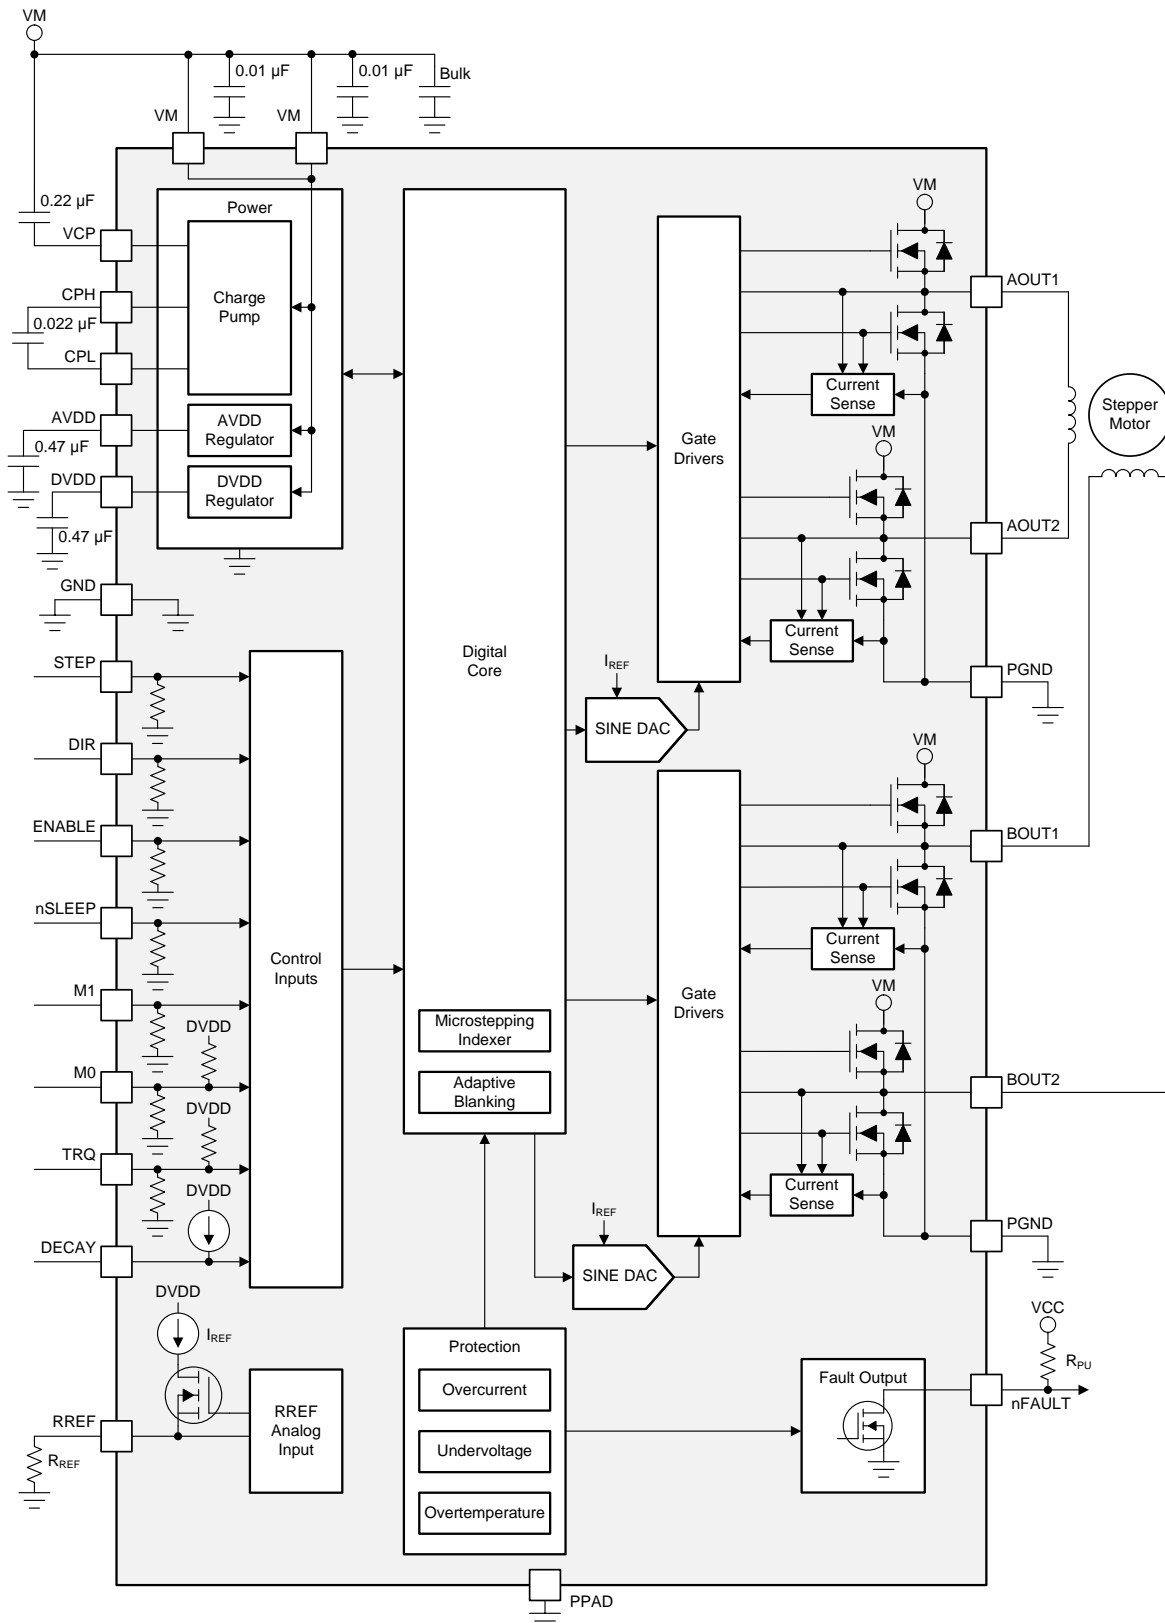 VM
0.01 µF
0.01 µF
Bulk
VM
VM
0.22 µF
VCP
CPH
0.022 µF
CPL
AVDD
0.47 µF
DVDD
0.47 µF
GND
STEP
DIR
ENABLE
nSLEEP
M1
DVDD
M0
DVDD
TRQ
DVDD
DECAY
DVDD
IREF
RREF
RREF
Power
Charge
Pump
AVDD
Regulator
DVDD
Regulator
Control
Inputs
RREF
Analog
Input
Digital
Core
Microstepping
Indexer
Adaptive
Blanking
Protection
Overcurrent
Undervoltage
Overtemperature
IREF
SINE DAC
IREF
SINE DAC
Gate
Drivers
Gate
Drivers
VM
Current
Sense
VM
Current
Sense
VM
Current
Sense
VM
Current
Sense
AOUT1
Stepper
Motor
AOUT2
PGND
BOUT1
BOUT2
PGND
VCC
RPU
Fault Output
nFAULT
PPAD